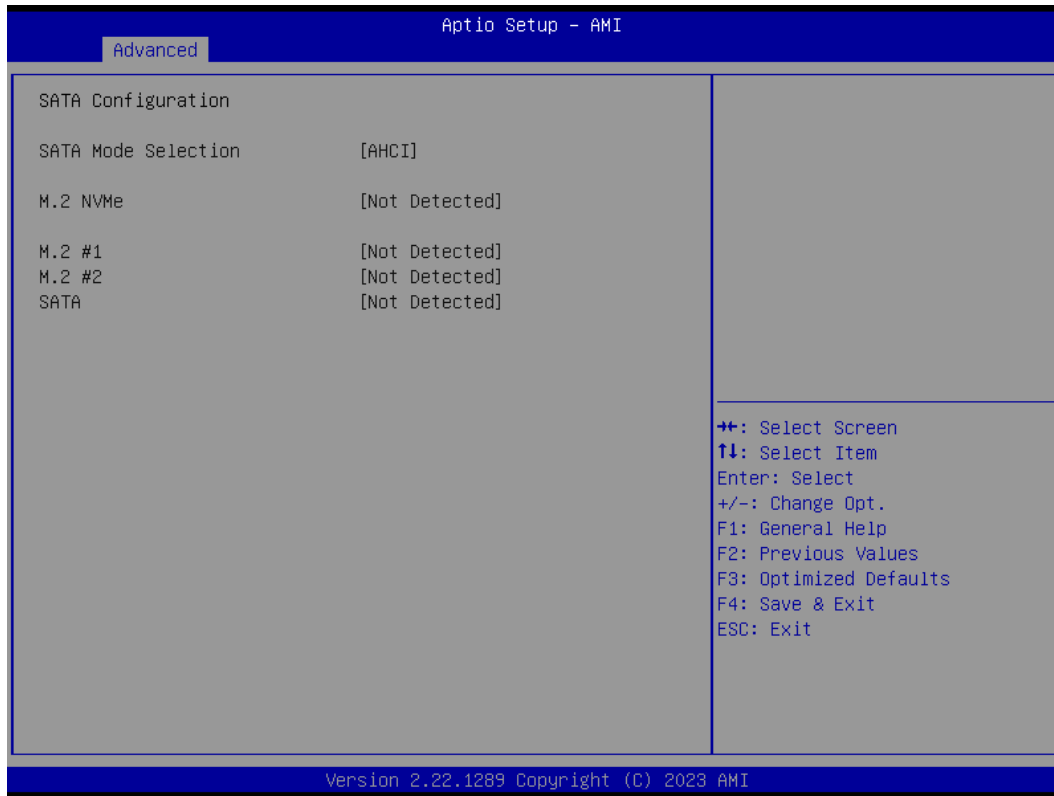 Aptio Setup – AMI
Advanced
SATA Configuration
SATA Mode Selection [AHCI]
M.2 NVMe [Not Detected]
M.2 #1 [Not Detected]
M.2 #2 [Not Detected]
SATA [Not Detected]
→←: Select Screen
↑↓: Select Item
Enter: Select
+/-: Change Opt.
F1: General Help
F2: Previous Values
F3: Optimized Defaults
F4: Save & Exit
ESC: Exit
Version 2.22.1289 Copyright (C) 2023 AMI